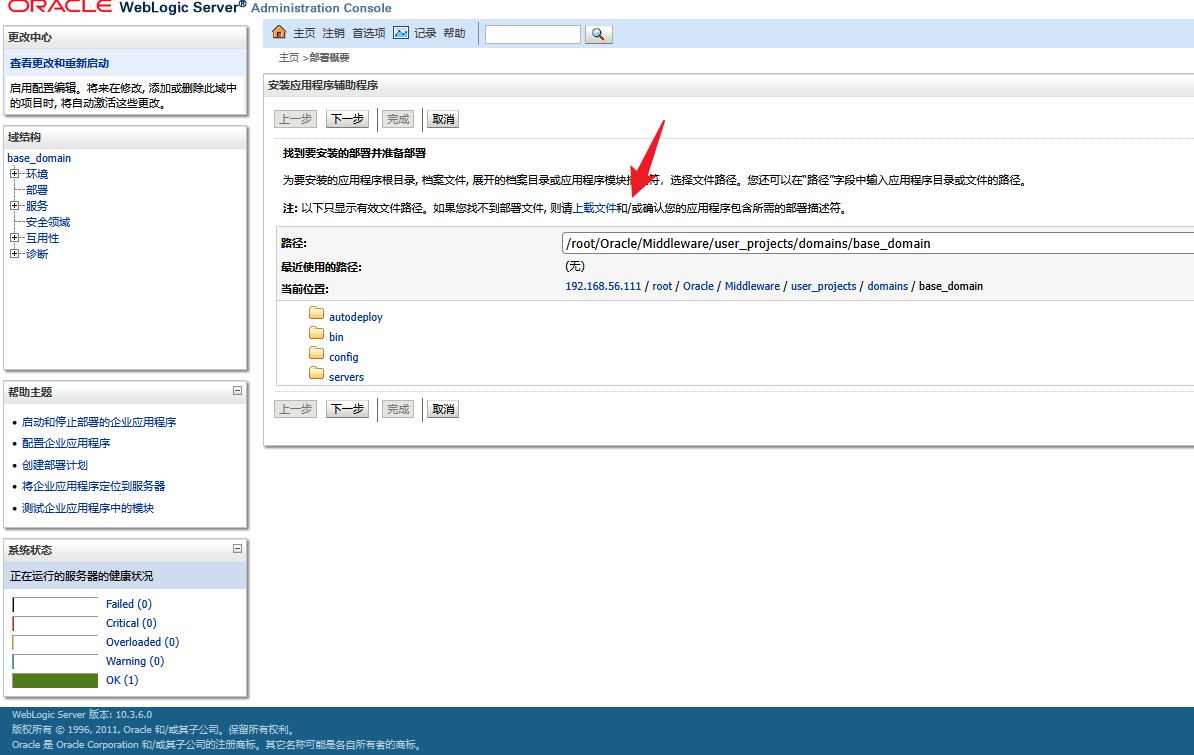 ORACLE WebLogic Server® Administration Console
更改中心
查看更改和重新启动
启用配置编辑。将来在修改, 添加或删除此域中
的项目时, 将自动激活这些更改。
域结构
base_domain
环境
部署
服务
安全领域
互用性
诊断
帮助主题
启动和停止部署的企业应用程序
配置企业应用程序
创建部署计划
将企业应用程序定位到服务器
测试企业应用程序中的模块
系统状态
正在运行的服务器的健康状况
Failed (0)
Critical (0)
Overloaded (0)
Warning (0)
OK (1)
主页 注销 首选项 记录 帮助
主页 >部署概要
安装应用程序辅助程序
上一步 下一步 完成 取消
找到要安装的部署并准备部署
为要安装的应用程序根目录, 档案文件, 展开的档案目录或应用程序模块 符, 选择文件路径。您还可以在"路径"字段中输入应用程序目录或文件的路径。
注: 以下只显示有效文件路径。如果您找不到部署文件, 则请上载文件和/或确认您的应用程序包含所需的部署描述符。
路径: /root/Oracle/Middleware/user_projects/domains/base_domain
最近使用的路径: (无)
当前位置: 192.168.56.111 / root / Oracle / Middleware / user_projects / domains / base_domain
autodeploy
bin
config
servers
上一步 下一步 完成 取消
WebLogic Server 版本: 10.3.6.0
版权所有 © 1996, 2011, Oracle 和/或其子公司。保留所有权利。
Oracle 是 Oracle Corporation 和/或其子公司的注册商标。其它名称可能是各自所有者的商标。